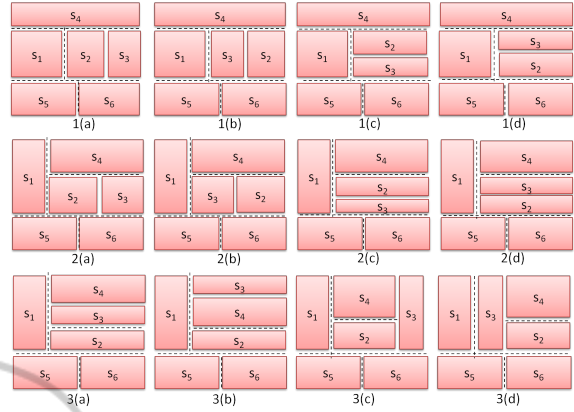 S4 S4 S4 S4
S1 S2 S3 S1 S3 S2 S1 S2 S3 S1 S3 S2
S5 S6 S5 S6 S5 S6 S5 S6
1(a) 1(b) 1(c) 1(d)
S1 S4 S2 S3 S1 S4 S3 S2 S1 S4 S2 S3 S1 S4 S3 S2
S5 S6 S5 S6 S5 S6 S5 S6
2(a) 2(b) 2(c) 2(d)
S1 S4 S3 S2 S1 S3 S4 S2 S1 S4 S2 S3 S1 S3 S4 S2
S5 S6 S5 S6 S5 S6 S5 S6
3(a) 3(b) 3(c) 3(d)